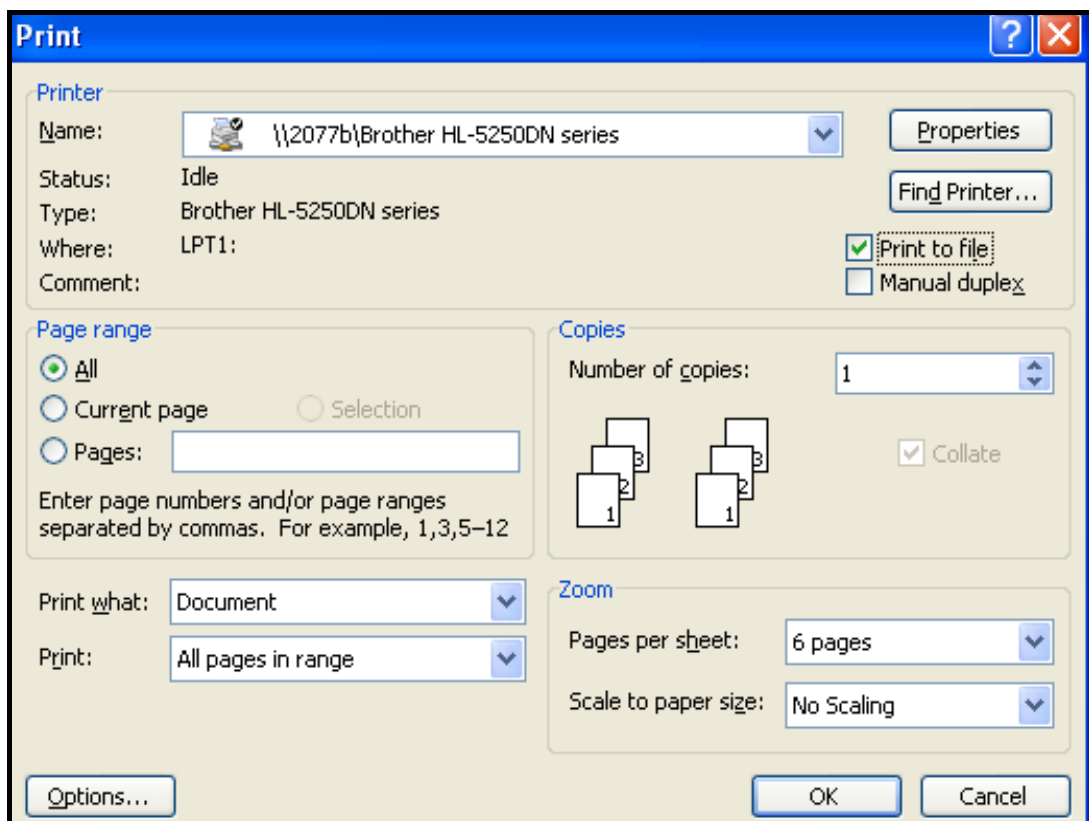 Print
Printer
Name: \\2077b\Brother HL-5250DN series Properties
Status: Idle Find Printer...
Type: Brother HL-5250DN series
Where: LPT1: Print to file
Comment: Manual duplex
Page range
All
Current page Selection
Pages:
Enter page numbers and/or page ranges
separated by commas. For example, 1,3,5–12
Copies
Number of copies: 1
3 3
2 2
1 1
Collate
Print what: Document
Print: All pages in range
Zoom
Pages per sheet: 6 pages
Scale to paper size: No Scaling
Options... OK Cancel